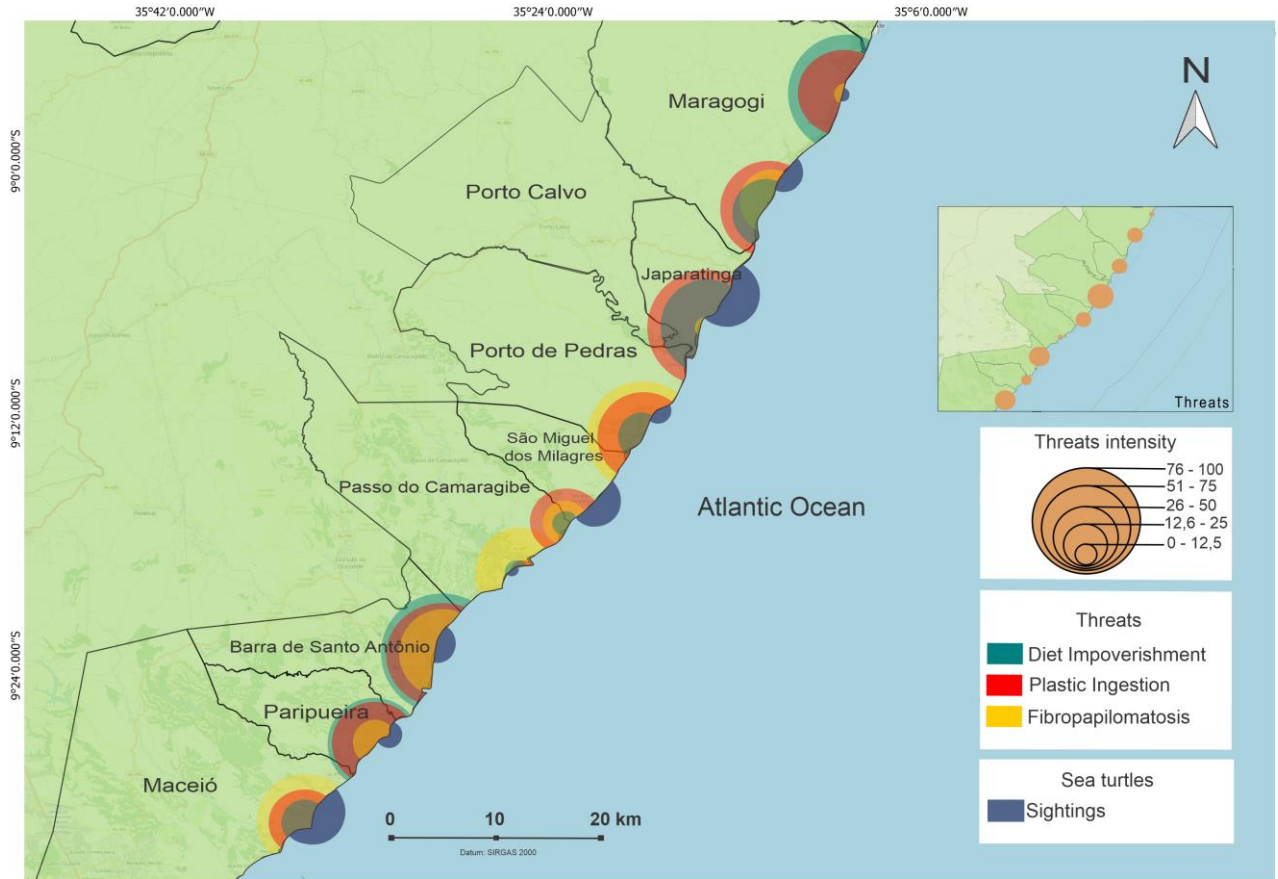 35°42'0.000"W
35°24'0.000"W
35°6'0.000"W
9°0'0.000"S
9°12'0.000"S
9°24'0.000"S
N
Maragogi
Porto Calvo
Japaratinga
Porto de Pedras
São Miguel
dos Milagres
Passo do Camaragibe
Atlantic Ocean
Barra de Santo Antônio
Paripueira
Maceió
0 10 20 km
Datum: SIRGAS 2000
Threats
Threats intensity
76 - 100
51 - 75
26 - 50
12,6 - 25
0 - 12,5
Threats
Diet Impoverishment
Plastic Ingestion
Fibropapilomatosis
Sea turtles
Sightings